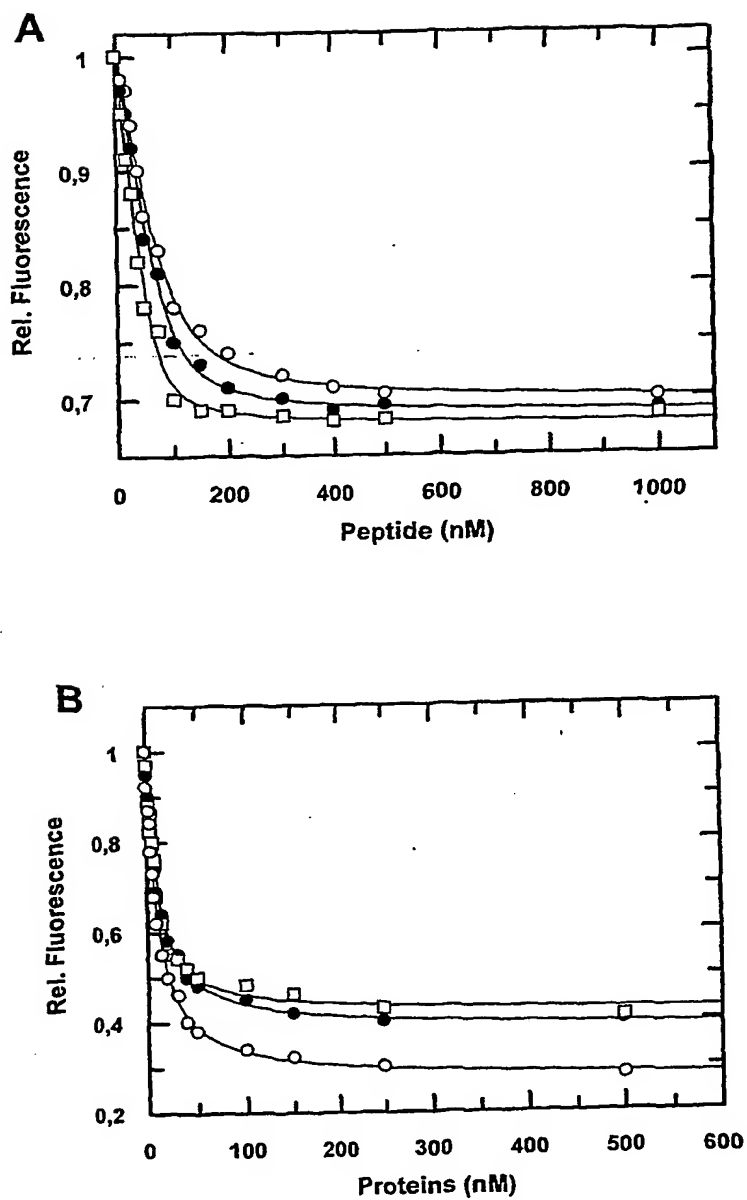 A
1
0,9
0,8
0,7
Rel. Fluorescence
0 200 400 600 800 1000
Peptide (nM)
B
1
0,8
0,6
0,4
0,2
Rel. Fluorescence
0 100 200 300 400 500 600
Proteins (nM)